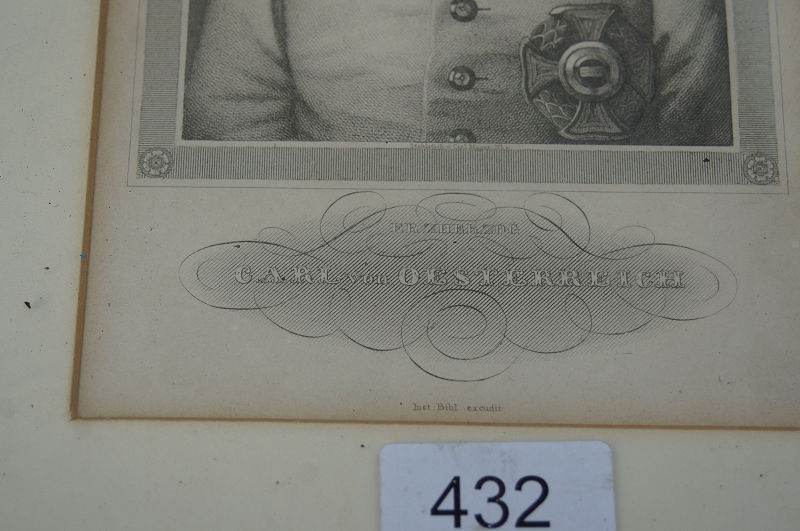 ERZHERZOG
CARL von OESTERREICH
Inst. Bibl. excudit
432